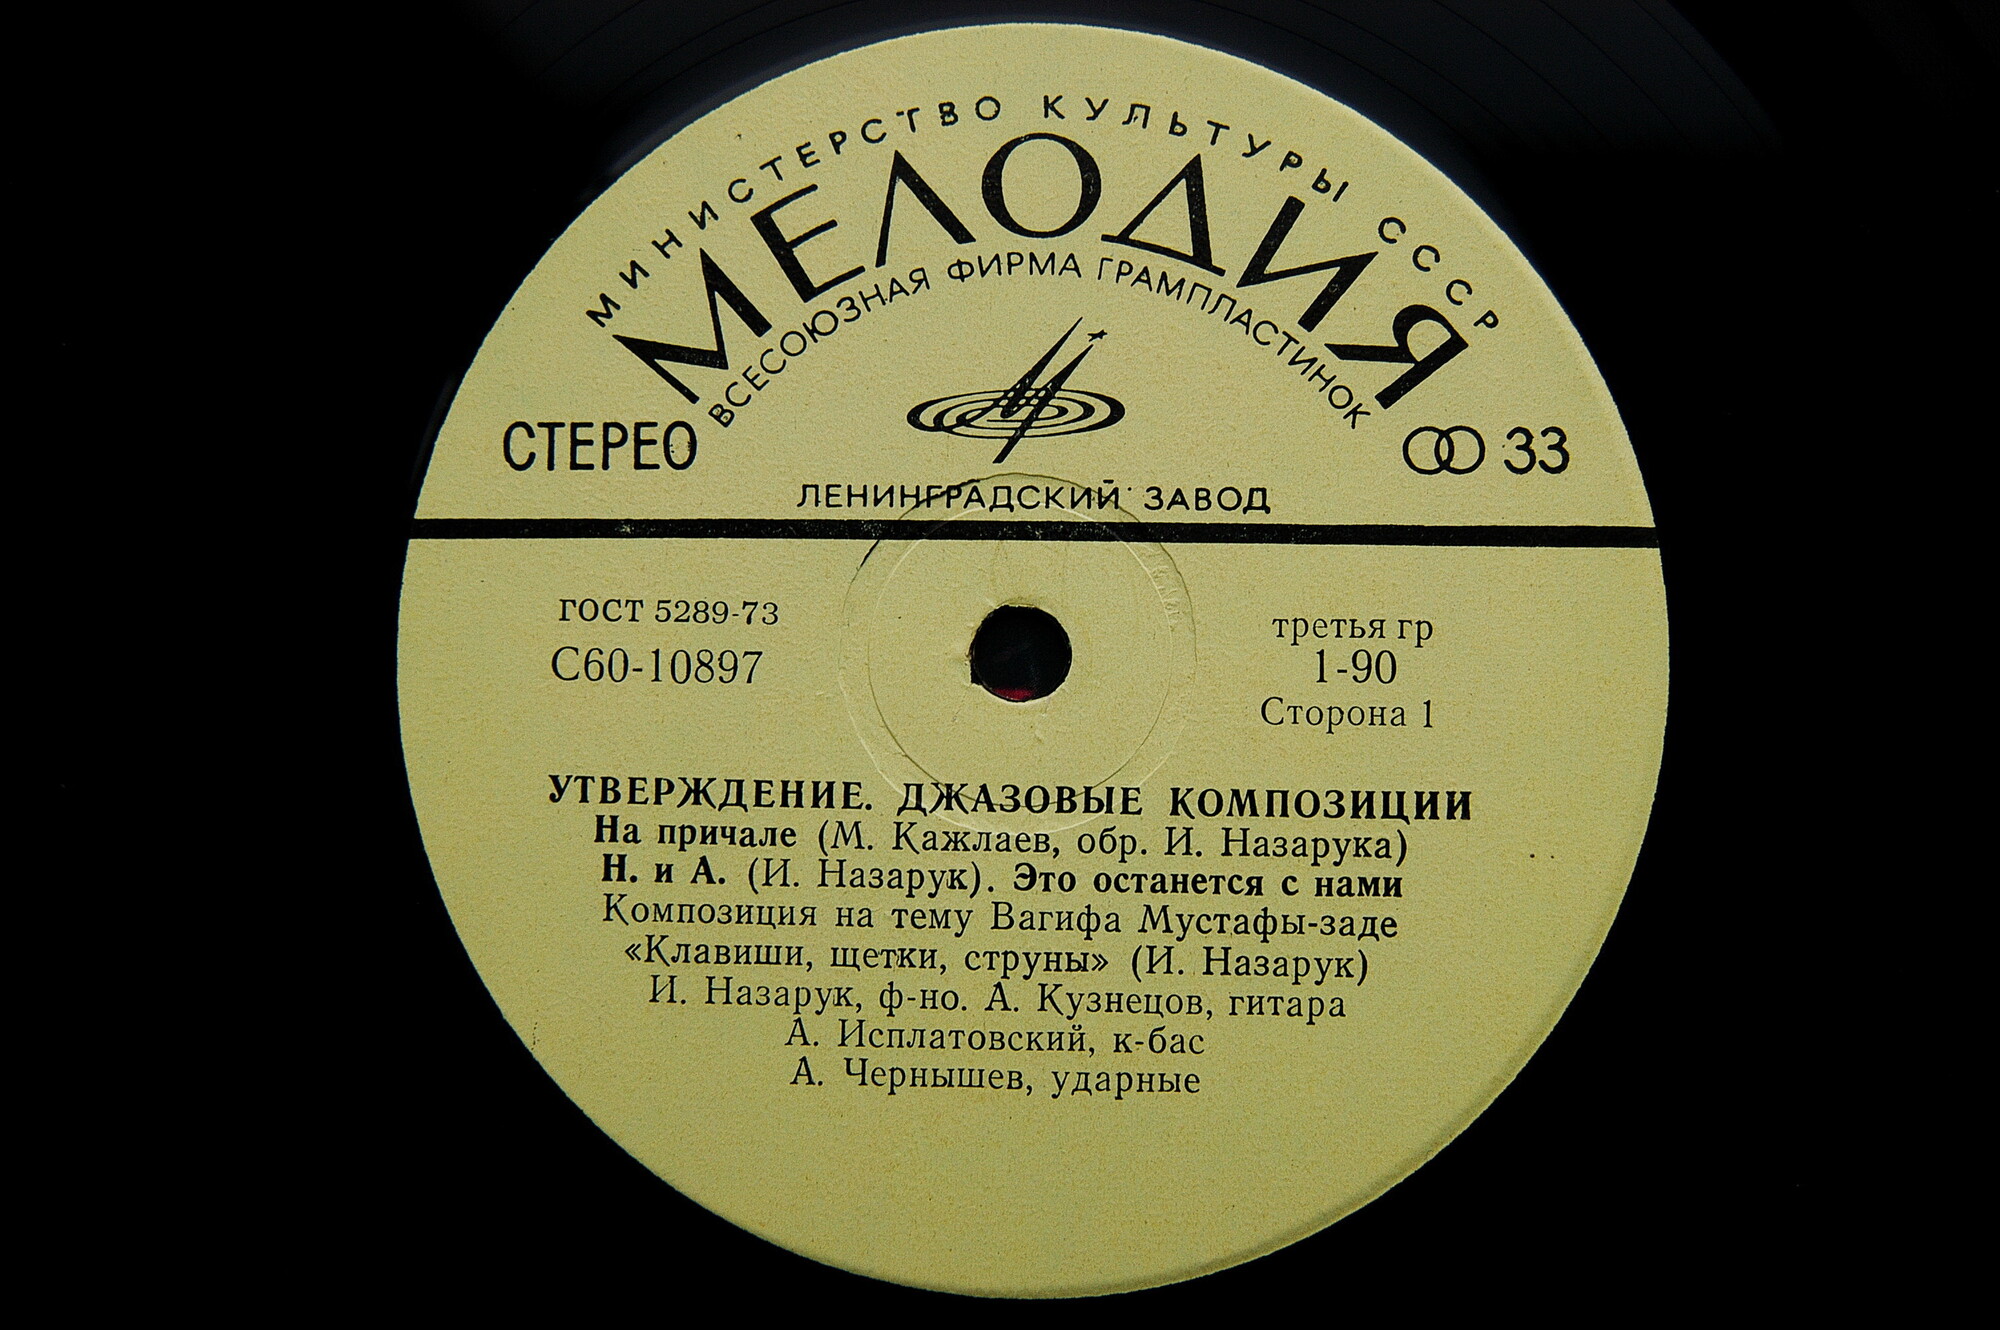 МИНИСТЕРСТВО КУЛЬТУРЫ СССР
МЕЛОДИЯ
ВСЕСОЮЗНАЯ ФИРМА ГРАМПЛАСТИНОК
СТЕРЕО
33
ЛЕНИНГРАДСКИЙ ЗАВОД
ГОСТ 5289-73
С60-10897
третья гр
1-90
Сторона 1
УТВЕРЖДЕНИЕ. ДЖАЗОВЫЕ КОМПОЗИЦИИ
На причале (М. Кажлаев, обр. И. Назарука)
Н. и А. (И. Назарук). Это останется с нами
Композиция на тему Вагифа Мустафы-заде
«Клавиши, щетки, струны» (И. Назарук)
И. Назарук, ф-но. А. Кузнецов, гитара
А. Исплатовский, к-бас
А. Чернышев, ударные